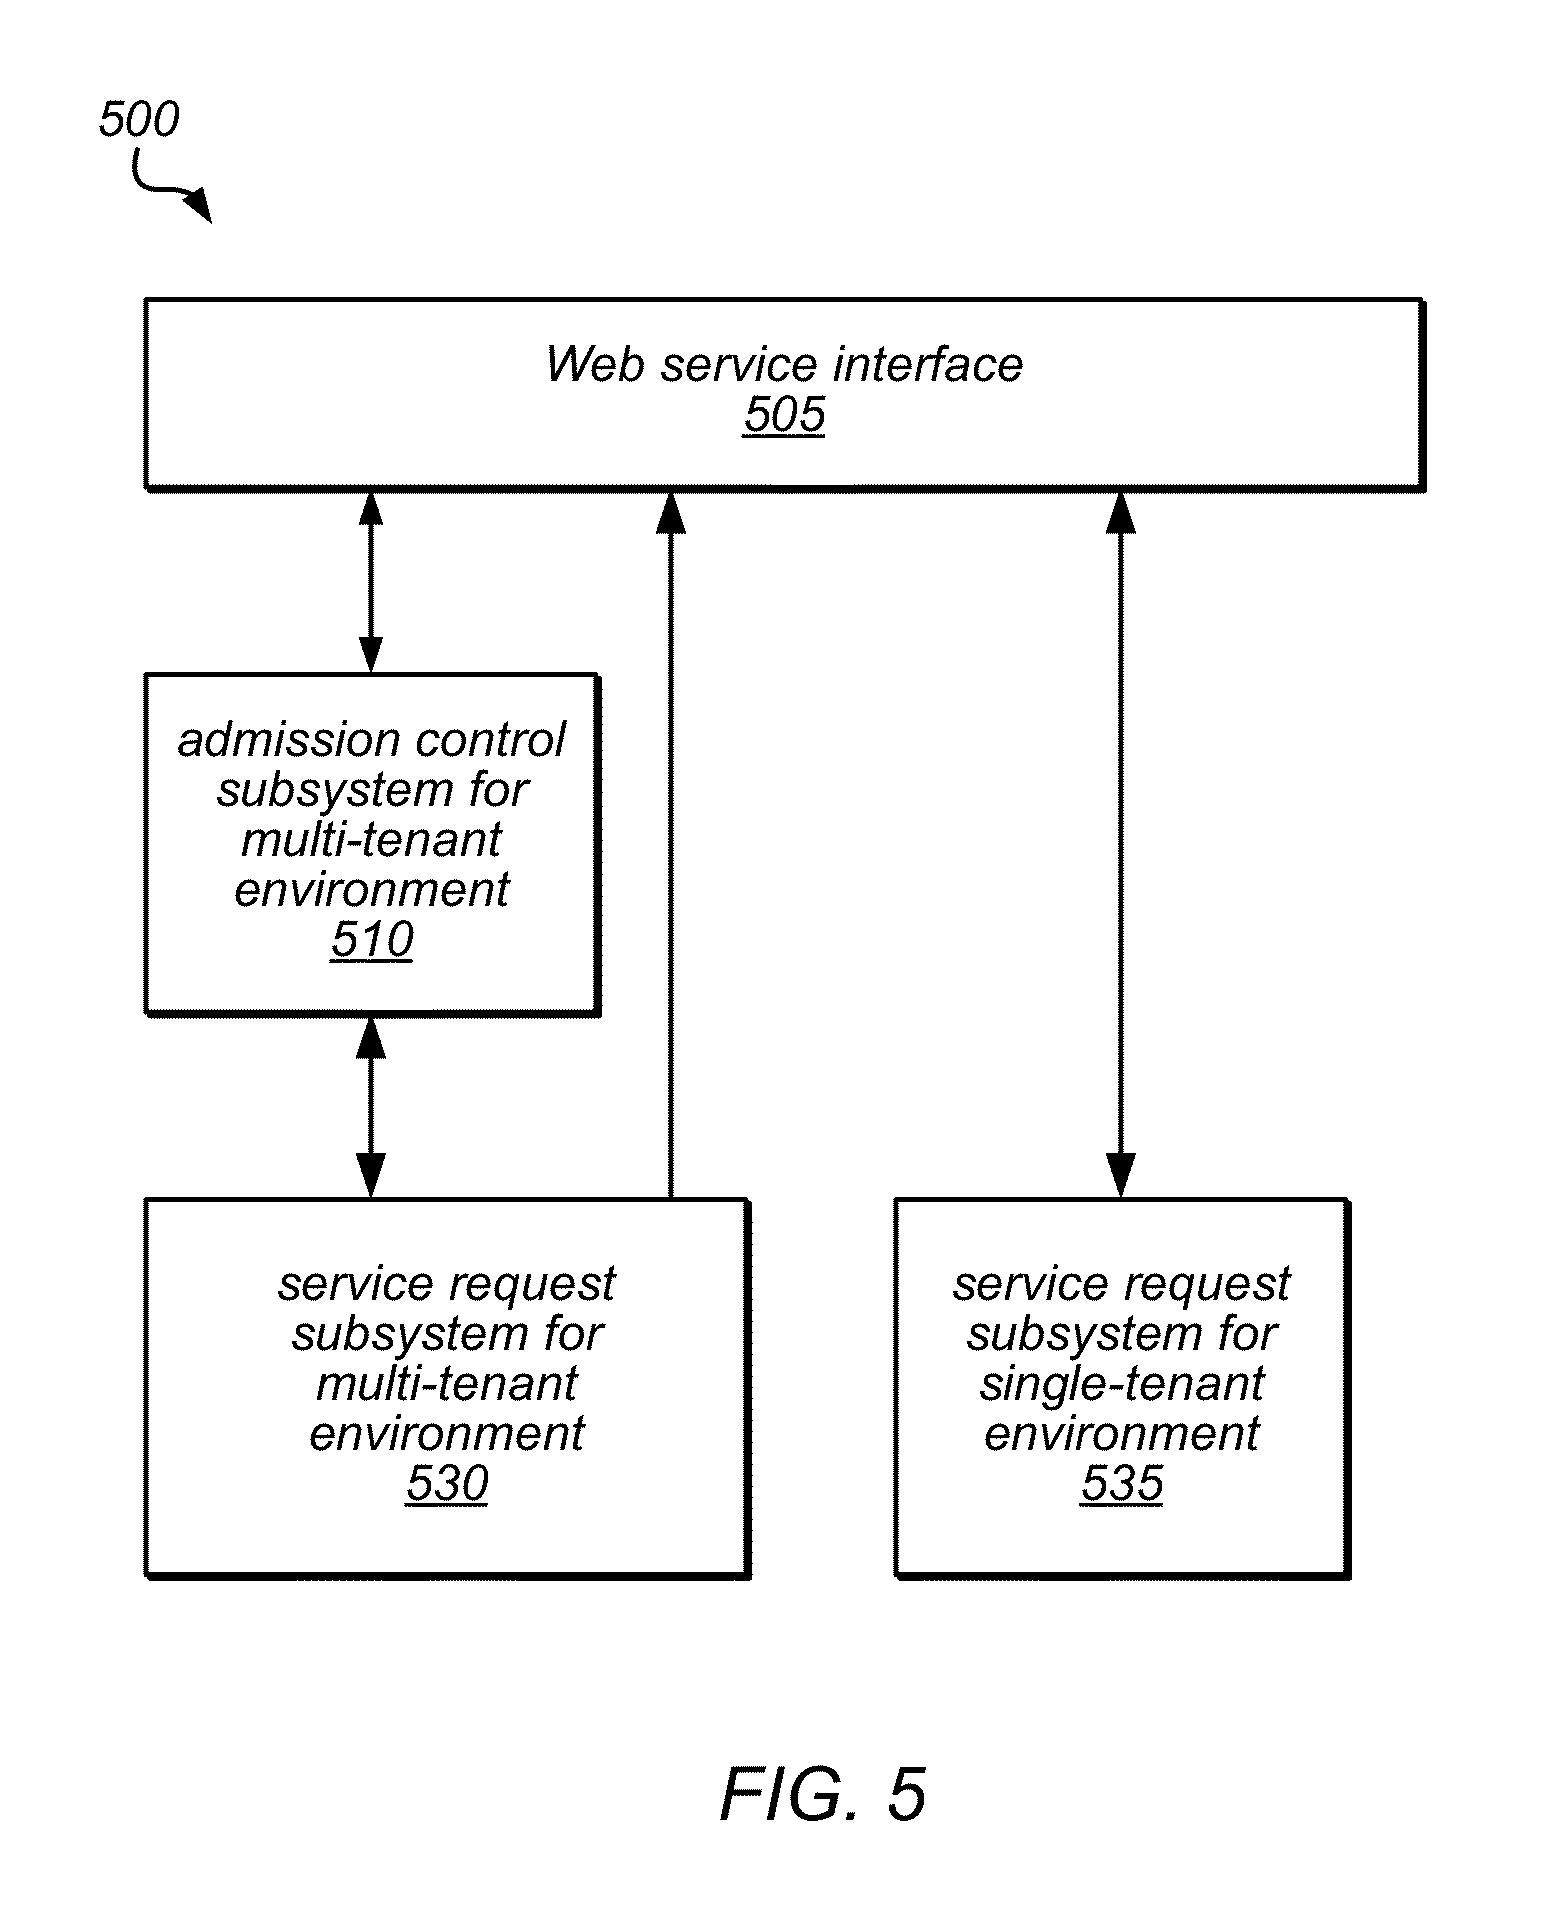 500
Web service interface
505
admission control
subsystem for
multi-tenant
environment
510
service request
subsystem for
multi-tenant
environment
530
service request
subsystem for
single-tenant
environment
535
FIG. 5